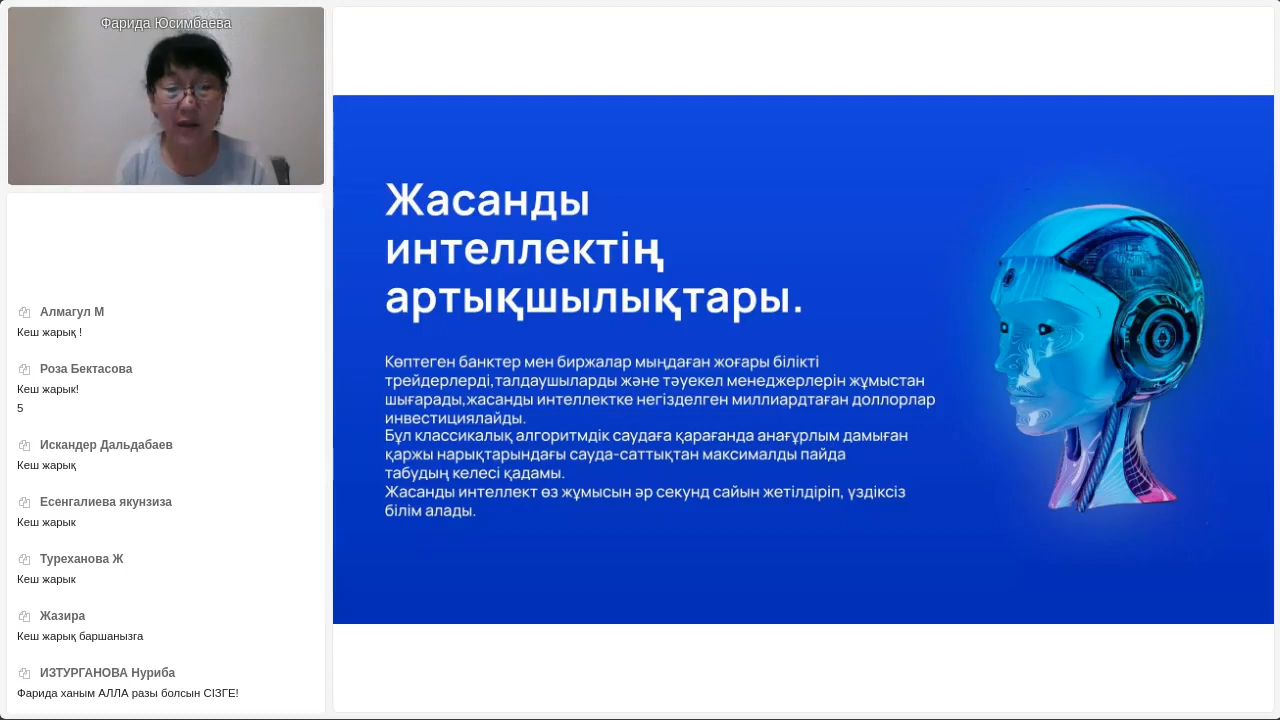 Фарида Юсимбаева
Алмагул М
Кеш жарық !
Роза Бектасова
Кеш жарык!
5
Искандер Дальдабаев
Кеш жарық
Есенгалиева якунзиза
Кеш жарык
Туреханова Ж
Кеш жарык
Жазира
Кеш жарық баршанызга
ИЗТУРГАНОВА Нуриба
Фарида ханым АЛЛА разы болсын СІЗГЕ!
Жасанды
интеллектің
артықшылықтары.
Көптеген банктер мен биржалар мыңдаған жоғары білікті
трейдерлерді,талдаушыларды және тәуекел менеджерлерін жұмыстан
шығарады,жасанды интеллектке негізделген миллиардтаған доллорлар
инвестициялайды.
Бұл классикалық алгоритмдік саудаға қарағанда анағұрлым дамыған
қаржы нарықтарындағы сауда-саттықтан максималды пайда
табудың келесі қадамы.
Жасанды интеллект өз жұмысын әр секунд сайын жетілдіріп, үздіксіз
білім алады.